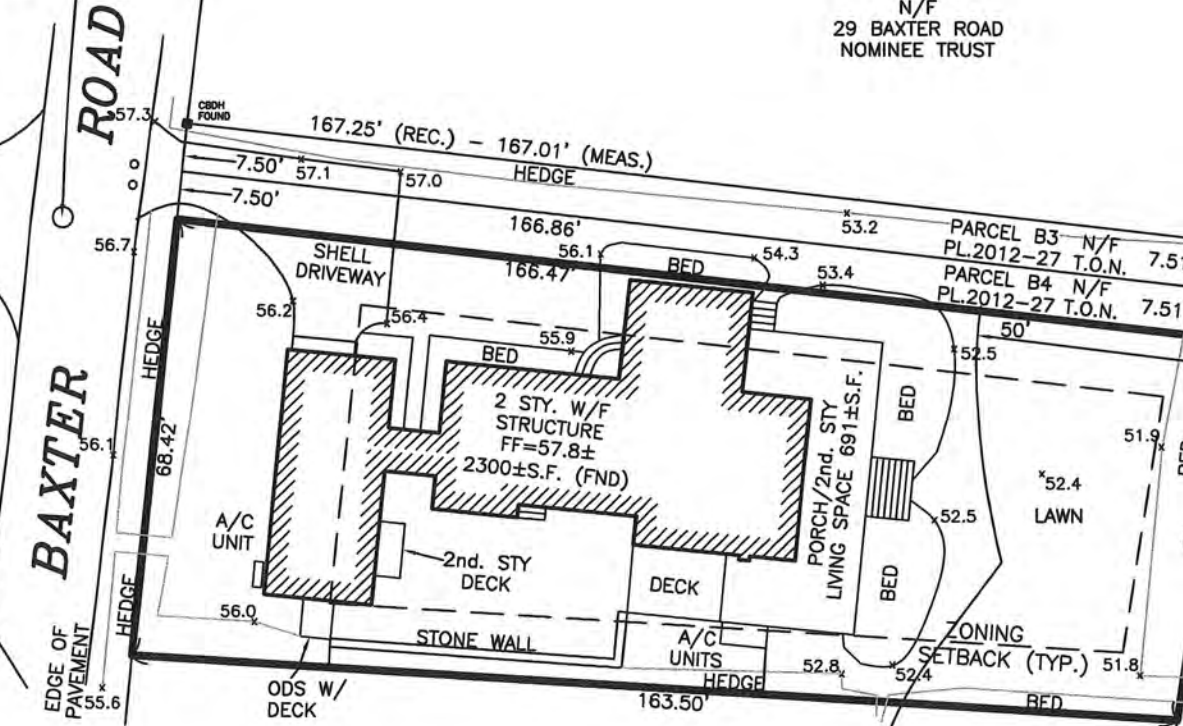 N/F
29 BAXTER ROAD
NOMINEE TRUST
ROAD
BAXTER
CBDH
FOUND
57.3
167.25' (REC.) – 167.01' (MEAS.)
HEDGE
7.50'
57.1
57.0
7.50'
166.86'
53.2
PARCEL B3 N/F
PL.2012-27 T.O.N.
7.51
PARCEL B4 N/F
PL.2012-27 T.O.N.
7.51
56.7
SHELL
DRIVEWAY
56.1
166.47'
BED
54.3
53.4
50'
56.2
56.4
55.9
BED
52.5
HEDGE
68.42'
56.1
2 STY. W/F
STRUCTURE
FF=57.8±
2300±S.F. (FND)
PORCH/2nd. STY
LIVING SPACE 691±S.F.
BED
51.9
52.4
LAWN
52.5
A/C
UNIT
2nd. STY
DECK
DECK
BED
HEDGE
56.0
STONE WALL
A/C
UNITS
ZONING
SETBACK (TYP.)
51.8
52.8
52.4
HEDGE
EDGE OF
PAVEMENT
55.6
ODS W/
DECK
163.50'
BED